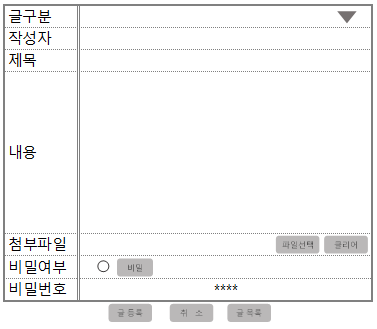 글구분
작성자
제목
내용
첨부파일 파일선택 클리어
비밀여부 비밀
비밀번호 ****
글 등록 취 소 글 목록